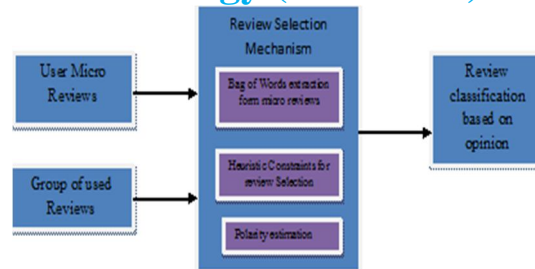 Review Selection
Mechanism
User Micro
Reviews
Bag of Words extraction
form micro reviews
Review
classification
based on
opinion
Group of used
Reviews
Heuristic Constraints for
review Selection
Polarity estimation